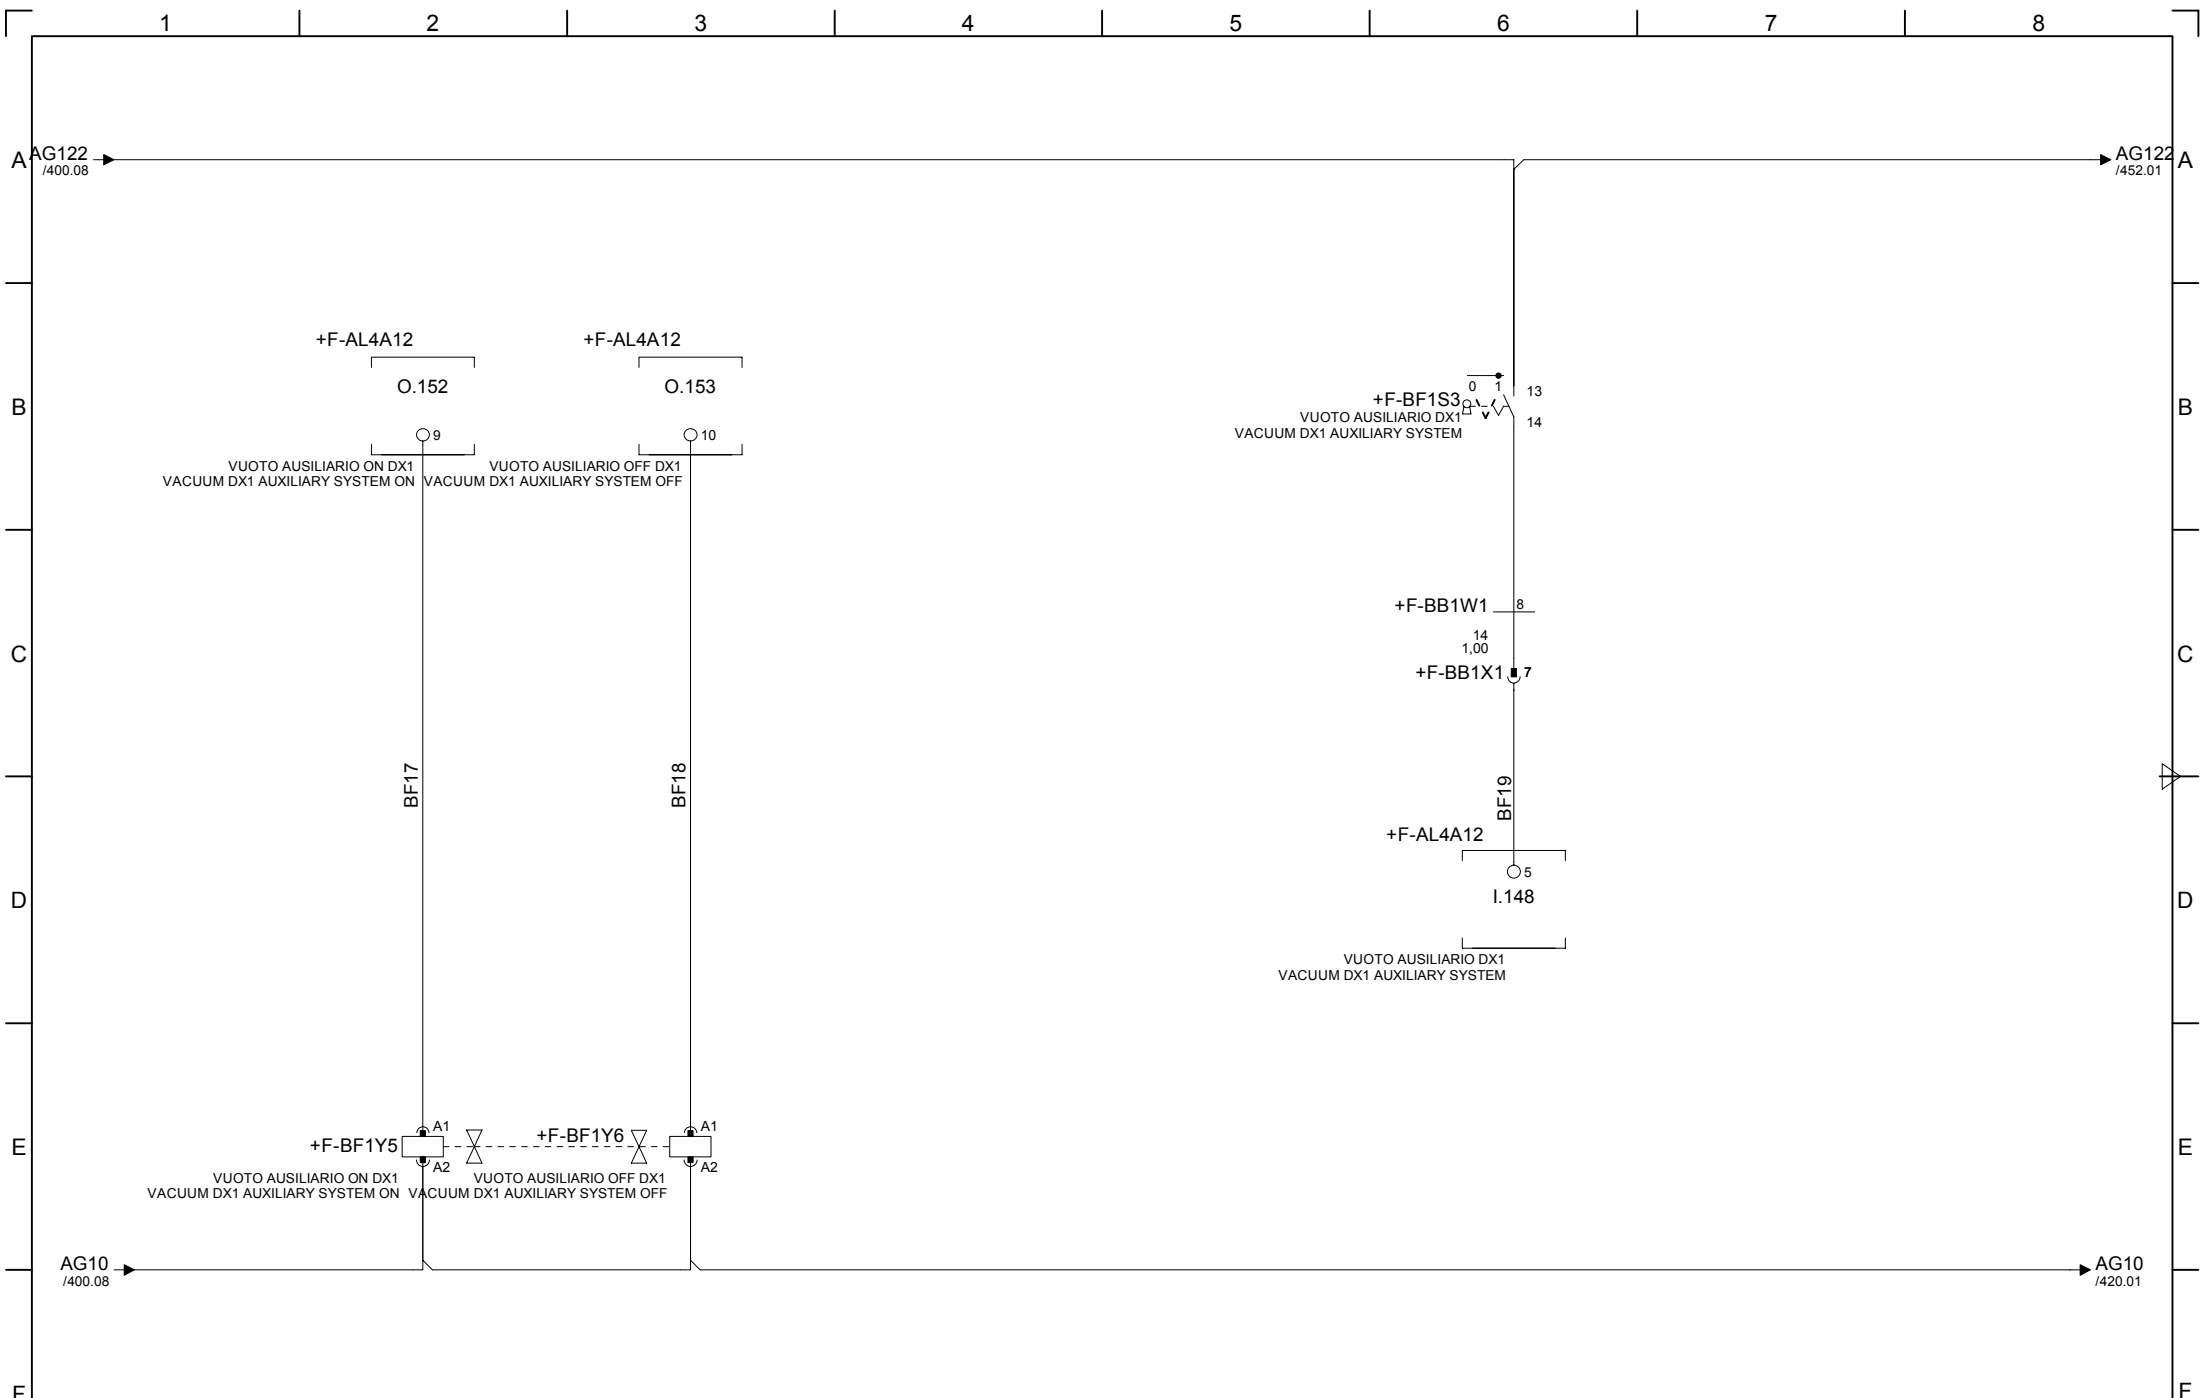 1 2 3 4 5 6 7 8
A AG122 AG122 A
/400.08 /452.01
+F-AL4A12 +F-AL4A12
O.152 O.153
9 10
VUOTO AUSILIARIO ON DX1 VUOTO AUSILIARIO OFF DX1
VACUUM DX1 AUXILIARY SYSTEM ON VACUUM DX1 AUXILIARY SYSTEM OFF
B B
0 1 13
+F-BF1S3
VUOTO AUSILIARIO DX1 14
VACUUM DX1 AUXILIARY SYSTEM
+F-BB1W1 8
14
1,00
C C
+F-BB1X1 7
BF17 BF18 BF19
+F-AL4A12
5
I.148
D D
VUOTO AUSILIARIO DX1
VACUUM DX1 AUXILIARY SYSTEM
A1 A1
E +F-BF1Y5 +F-BF1Y6 E
A2 A2
VUOTO AUSILIARIO ON DX1 VUOTO AUSILIARIO OFF DX1
VACUUM DX1 AUXILIARY SYSTEM ON VACUUM DX1 AUXILIARY SYSTEM OFF
AG10 AG10
/400.08 /420.01
F F